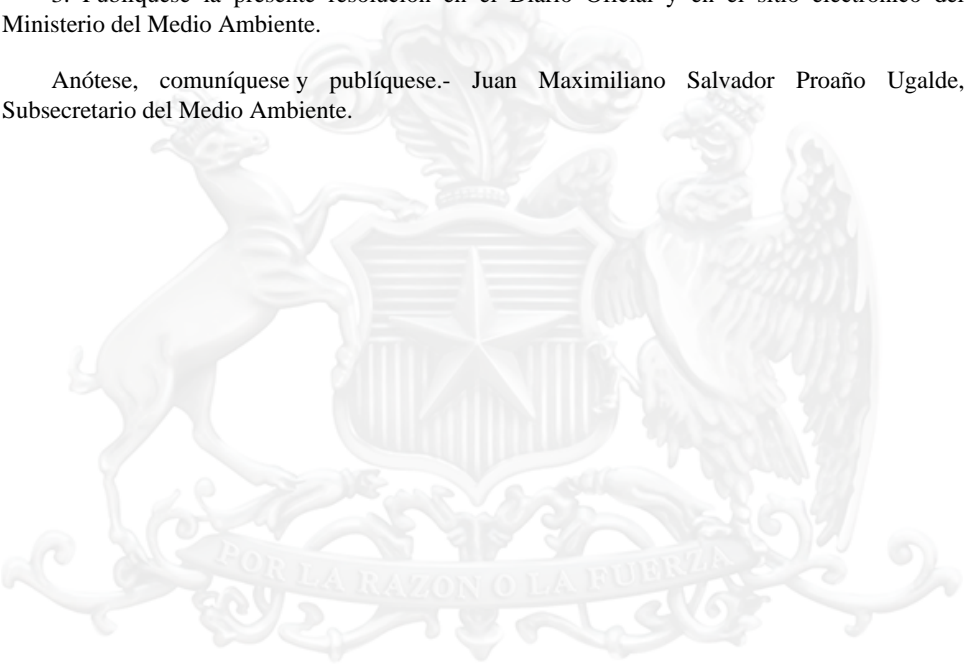 3. Publíquese la presente resolución en el Diario Oficial y en el sitio electrónico del
Ministerio del Medio Ambiente.
Anótese, comuníquese y publíquese.- Juan Maximiliano Salvador Proaño Ugalde,
Subsecretario del Medio Ambiente.
POR LA RAZON O LA FUERZA